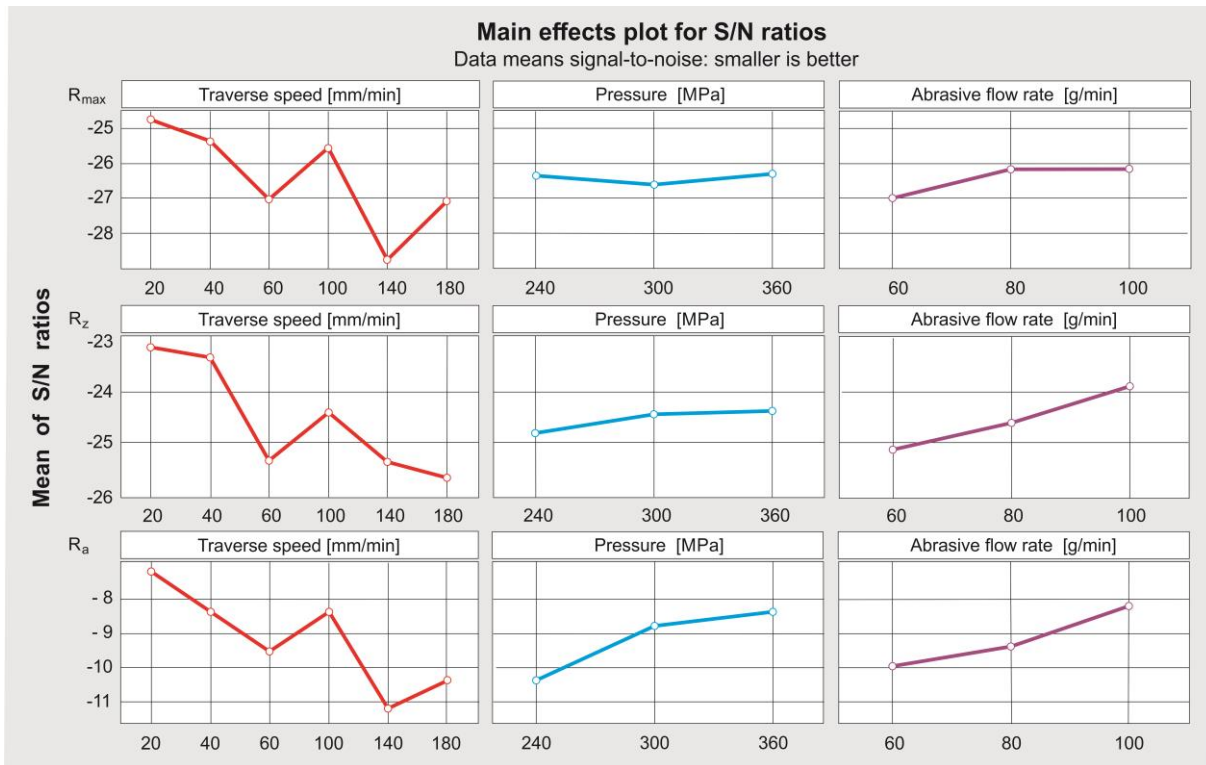 Main effects plot for S/N ratios
Data means signal-to-noise: smaller is better
Mean of S/N ratios
Rmax
Traverse speed [mm/min] Pressure [MPa] Abrasive flow rate [g/min]
-25
-26
-27
-28
20 40 60 100 140 180 240 300 360 60 80 100
Rz
Traverse speed [mm/min] Pressure [MPa] Abrasive flow rate [g/min]
-23
-24
-25
-26
20 40 60 100 140 180 240 300 360 60 80 100
Ra
Traverse speed [mm/min] Pressure [MPa] Abrasive flow rate [g/min]
- 8
- 9
-10
-11
20 40 60 100 140 180 240 300 360 60 80 100